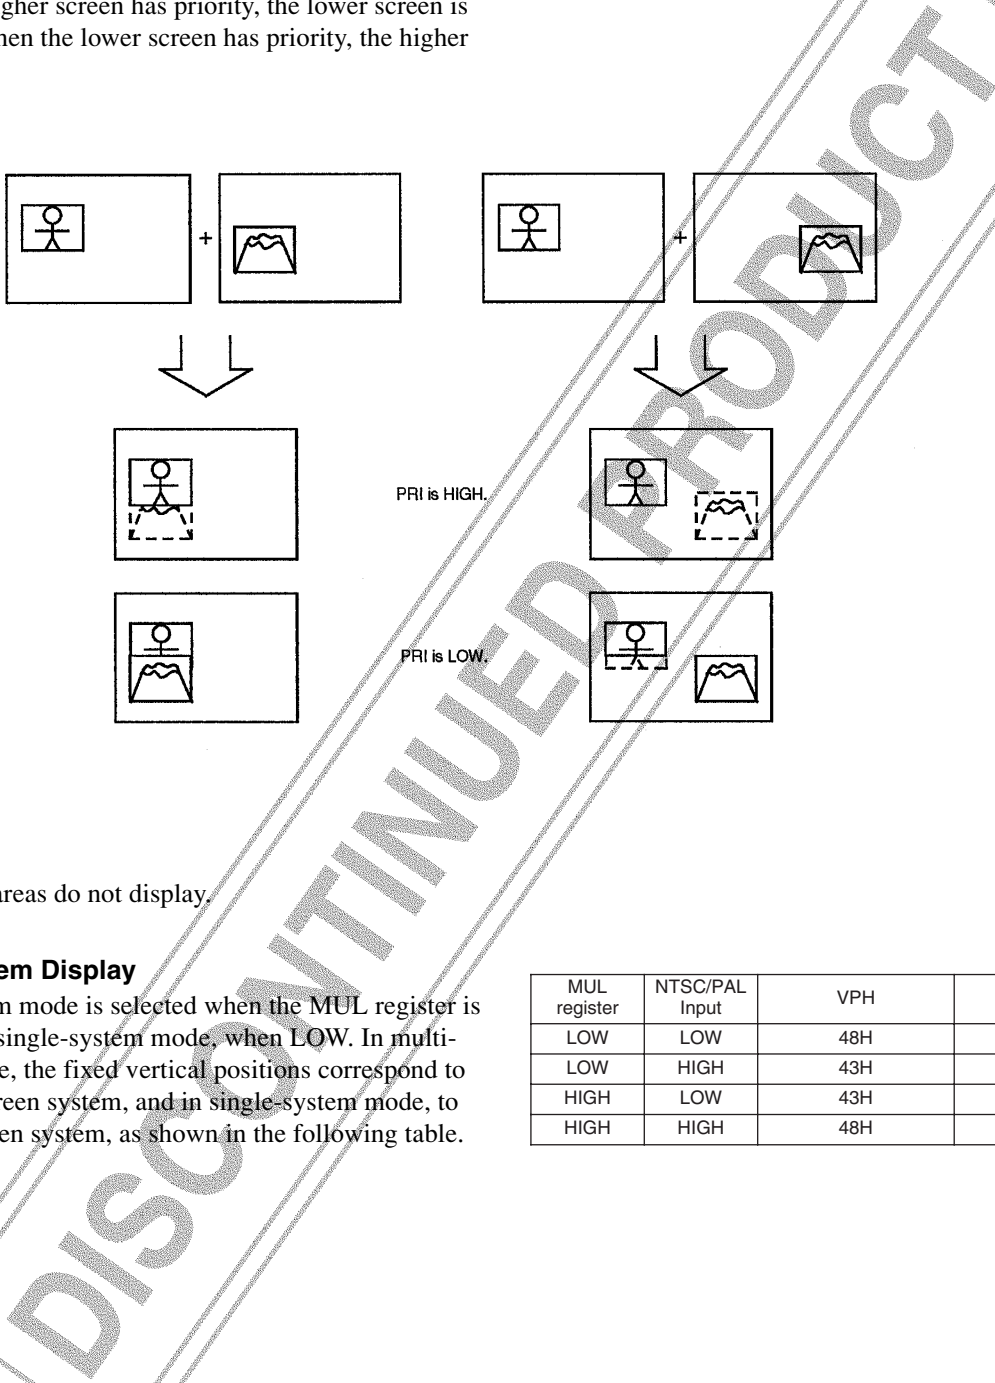 gher screen has priority, the lower screen is
hen the lower screen has priority, the higher
+
+
PRI is HIGH.
PRI is LOW.
areas do not display.
em Display
m mode is selected when the MUL register is
single-system mode, when LOW. In multi-
e, the fixed vertical positions correspond to
reen system, and in single-system mode, to
en system, as shown in the following table.
MUL register NTSC/PAL Input VPH
LOW LOW 48H
LOW HIGH 43H
HIGH LOW 43H
HIGH HIGH 48H
DISCONTINUED PRODUCT